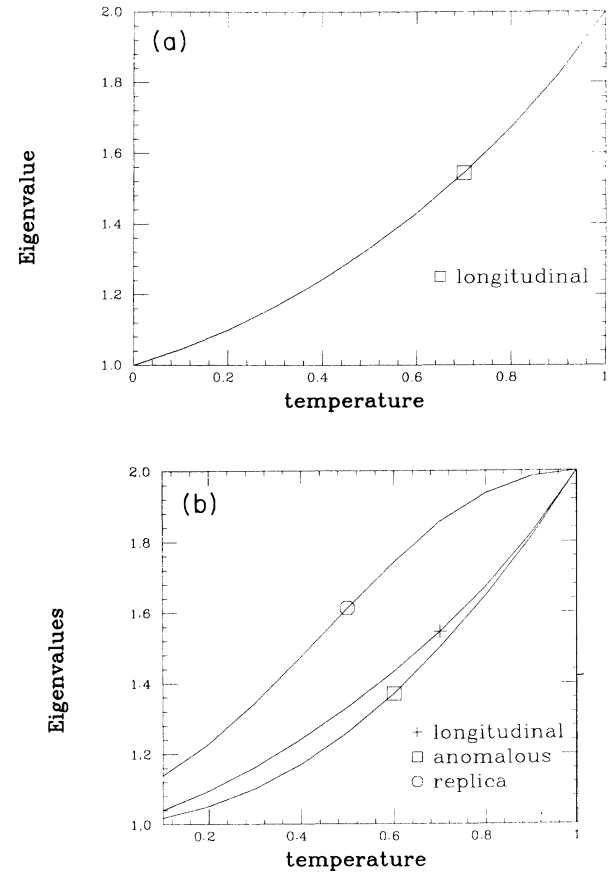 (a)
2.0
1.8
1.6
1.4
1.2
1.0
Eigenvalue
□ longitudinal
0 0.2 0.4 0.6 0.8 1
temperature
(b)
2.0
1.8
1.6
1.4
1.2
1.0
Eigenvalues
+ longitudinal
□ anomalous
○ replica
0.2 0.4 0.6 0.8 1
temperature